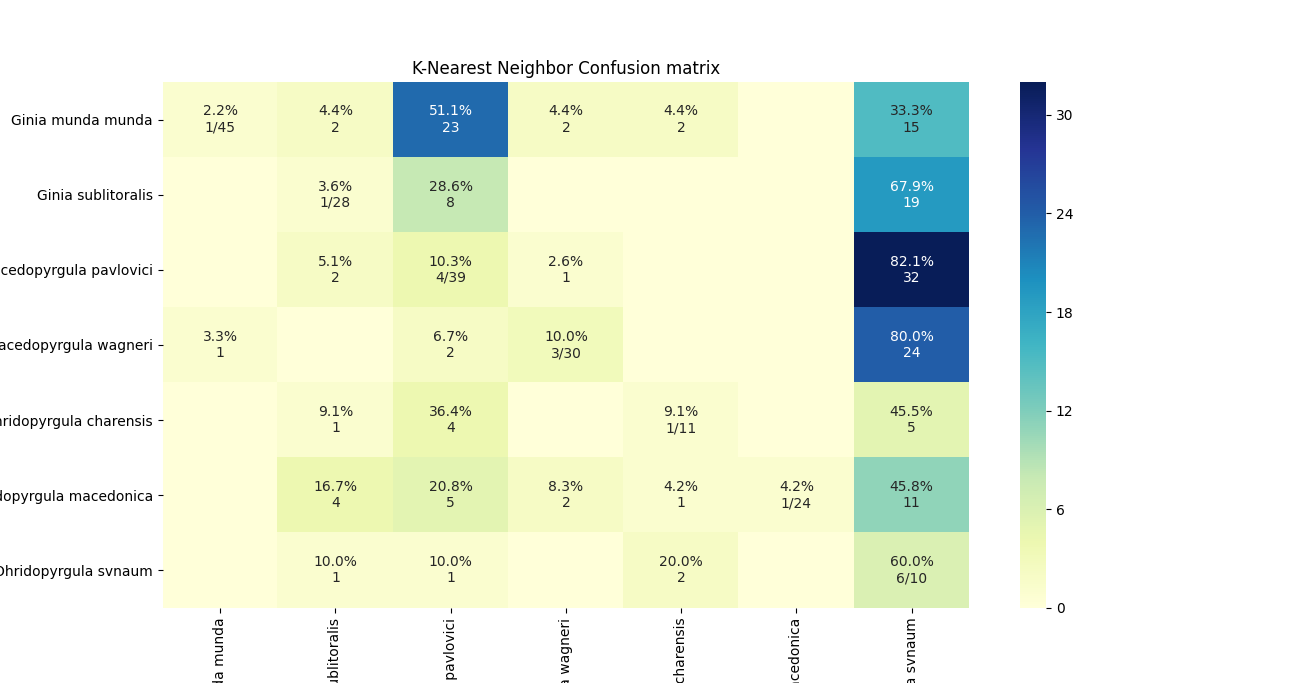 K-Nearest Neighbor Confusion matrix
Ginia munda munda
2.2% 4.4% 51.1% 4.4% 4.4% 33.3%
1/45 2 23 2 2 15
30
Ginia sublitoralis
3.6% 28.6% 67.9%
1/28 8 19
24
cedopyrgula pavlovici
5.1% 10.3% 2.6% 82.1%
2 4/39 1 32
18
acedopyrgula wagneri
3.3% 6.7% 10.0% 80.0%
1 2 3/30 24
hridopyrgula charensis
9.1% 36.4% 9.1% 45.5%
1 4 1/11 5
12
dopyrgula macedonica
16.7% 20.8% 8.3% 4.2% 4.2% 45.8%
4 5 2 1 1/24 11
6
Ohridopyrgula svnaum
10.0% 10.0% 20.0% 60.0%
1 1 2 6/10
0
da munda
ublitoralis
pavlovici
a wagneri
charensis
acedonica
a svnaum